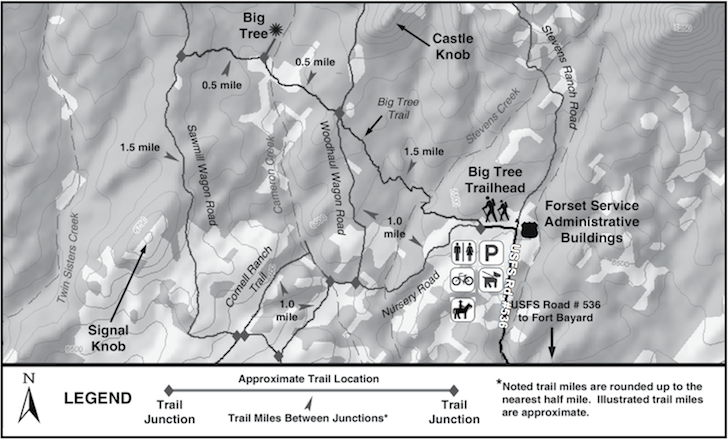 Big
Tree
Castle
Knob
Stevens Ranch Road
0.5 mile
0.5 mile
Big Tree
Trail
Stevens Creek
1.5 mile
Sawmill Wagon Road
Cameron Creek
Woodhaul Wagon Road
1.5 mile
Big Tree
Trailhead
Forset Service
Administrative
Buildings
1.0
mile
Twin Sisters Creek
Cornell Ranch
Trail
P
USFS Rd. #536
Nursery Road
1.0
mile
USFS Road # 536
to Fort Bayard
Signal
Knob
N
LEGEND
Approximate Trail Location
Trail
Junction
Trail Miles Between Junctions*
Trail
Junction
*Noted trail miles are rounded up to the
nearest half mile. Illustrated trail miles
are approximate.